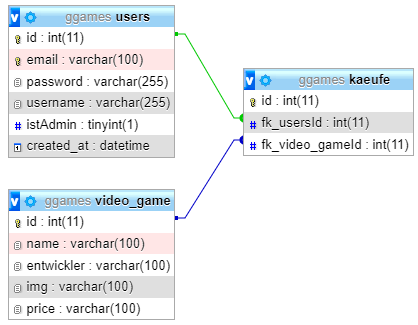 ggames users
id : int(11)
email : varchar(100)
password : varchar(255)
username : varchar(255)
istAdmin : tinyint(1)
created_at : datetime
ggames kaeufe
id : int(11)
fk_usersId : int(11)
fk_video_gameId : int(11)
ggames video_game
id : int(11)
name : varchar(100)
entwickler : varchar(100)
img : varchar(100)
price : varchar(100)